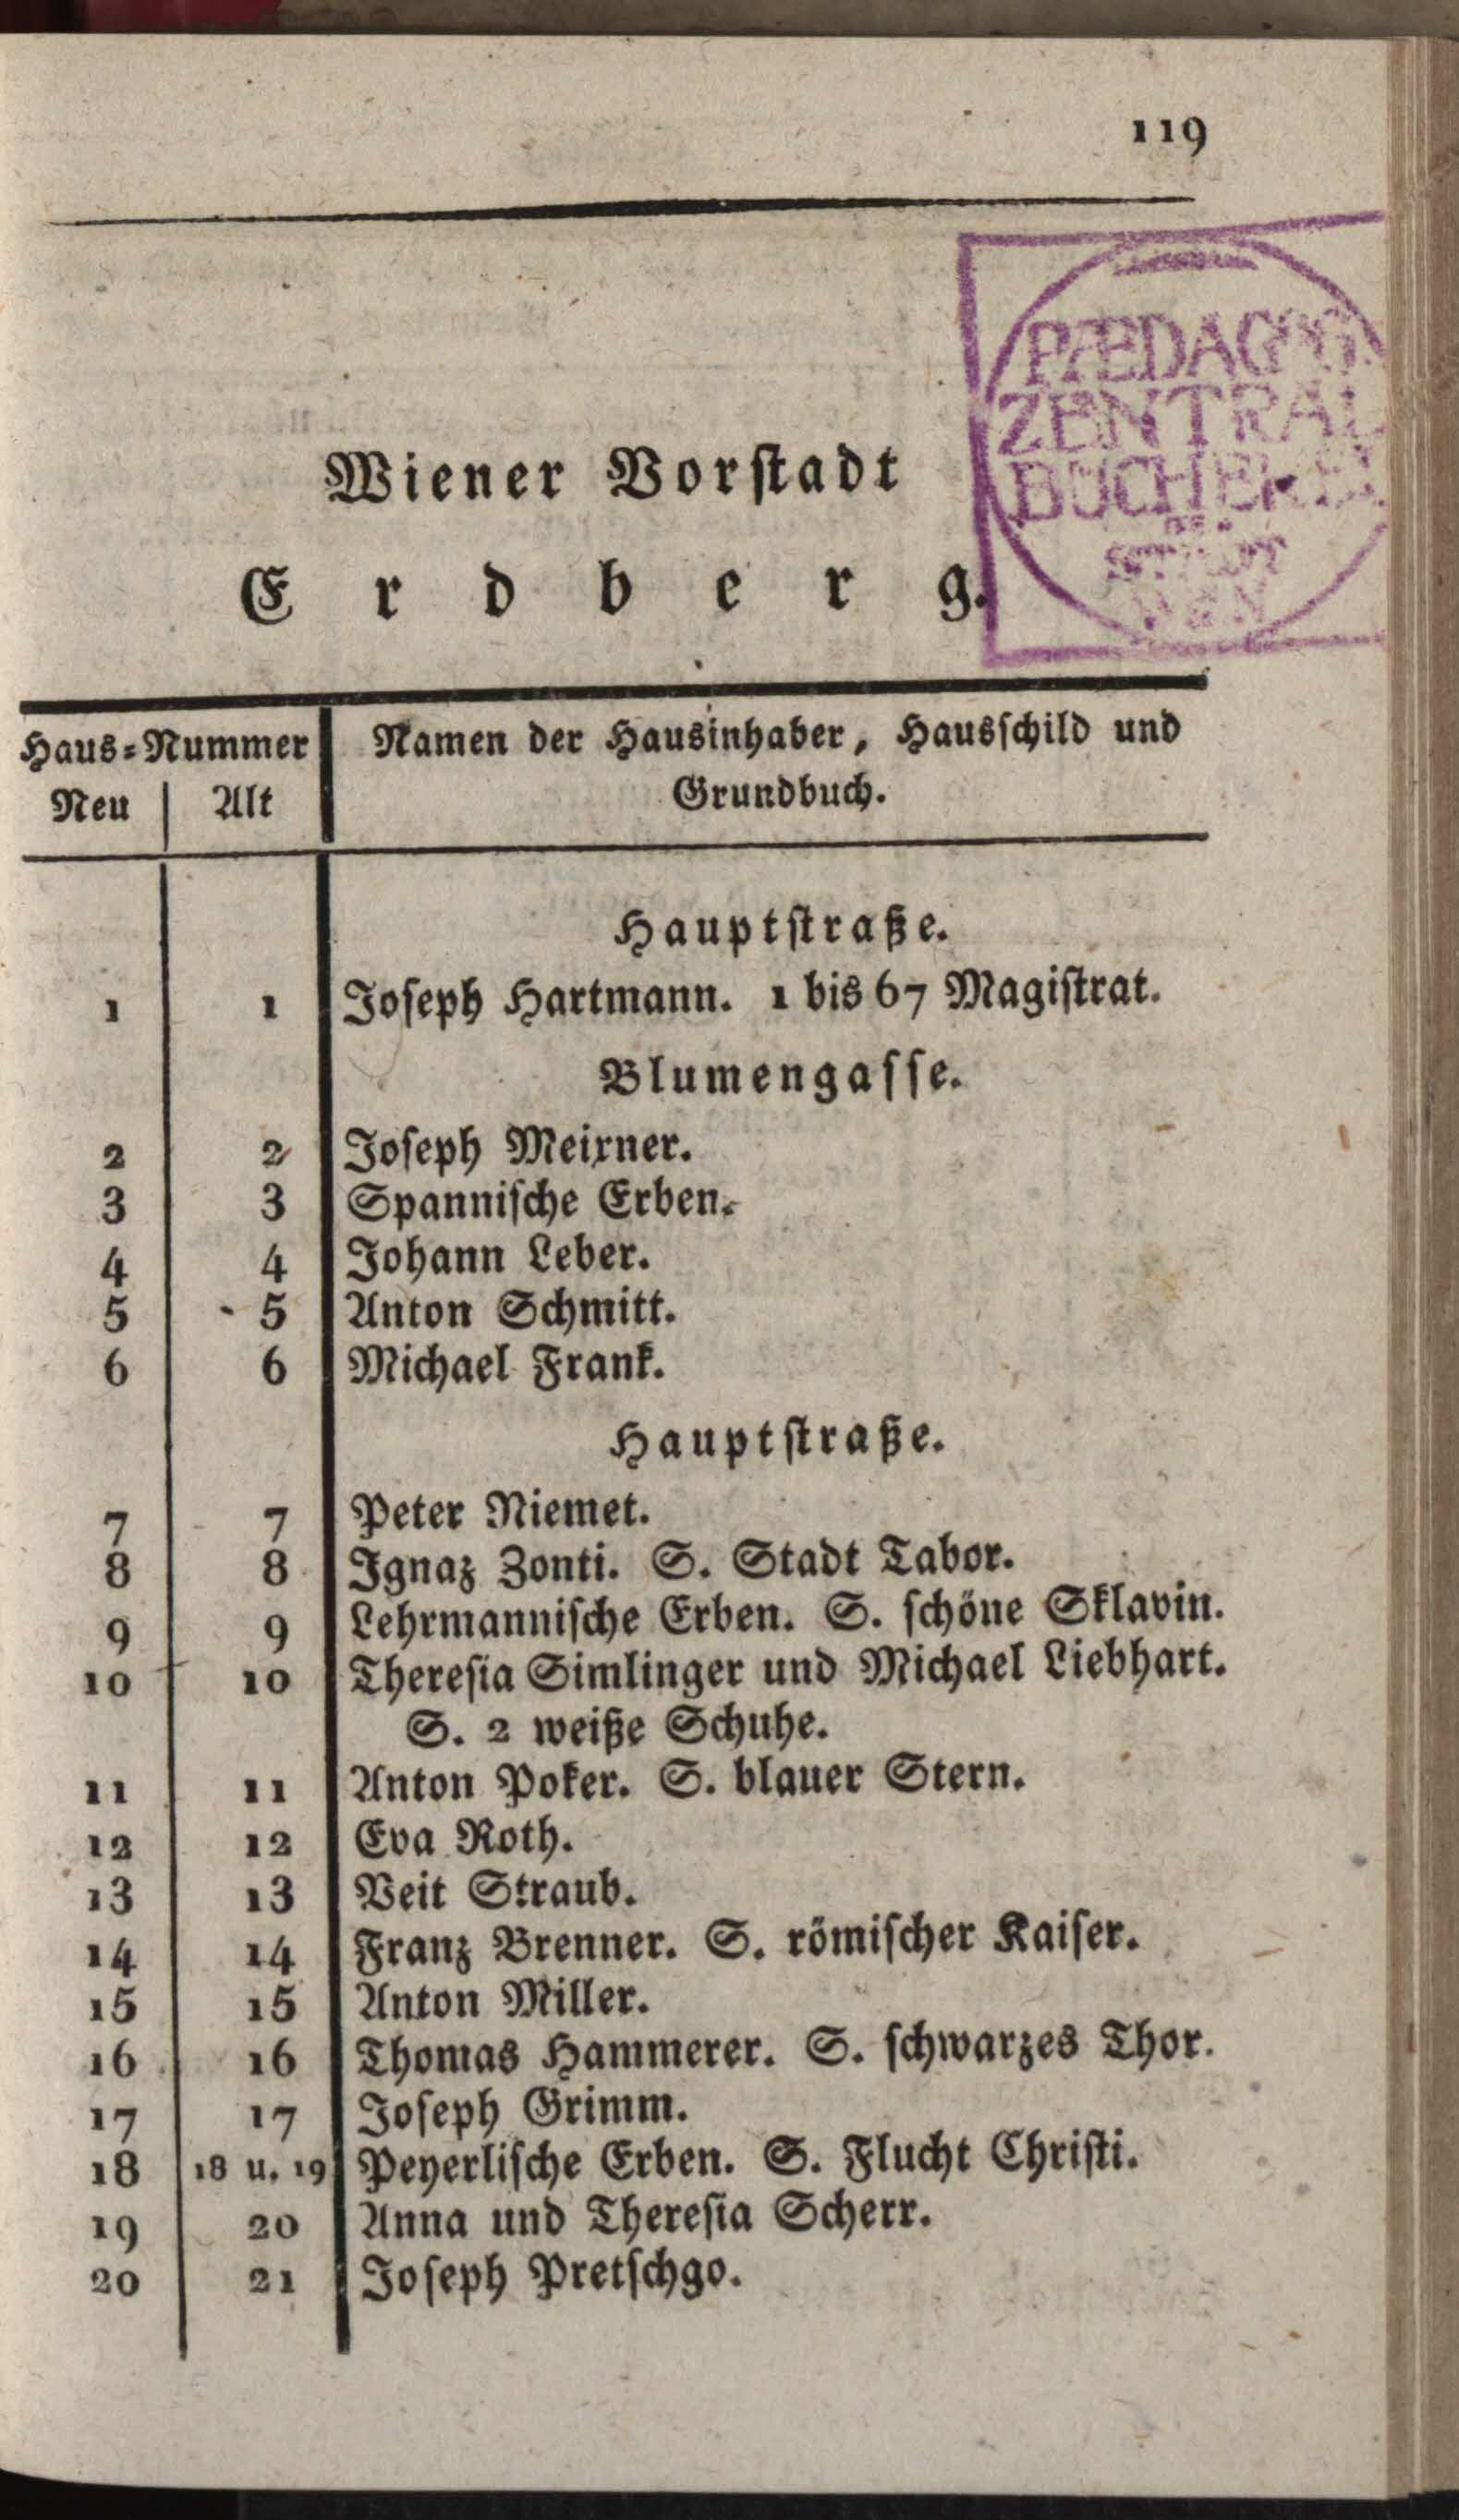 119
PÆDAGOG.
ZENTRAL
BÜCHEREI
DER
STADT
WIEN
Wiener Vorstadt
Erdberg.
Haus-Nummer Namen der Hausinhaber, Hausschild und
Neu Alt Grundbuch.
Hauptstraße.
1 1 Joseph Hartmann. 1 bis 67 Magistrat.
Blumengasse.
2 2 Joseph Meixner.
3 3 Spannische Erben.
4 4 Johann Leber.
5 5 Anton Schmitt.
6 6 Michael Frank.
Hauptstraße.
7 7 Peter Niemet.
8 8 Ignaz Zonti. S. Stadt Tabor.
9 9 Lehrmannische Erben. S. schöne Sklavin.
10 10 Theresia Simlinger und Michael Liebhart.
S. 2 weiße Schuhe.
11 11 Anton Poker. S. blauer Stern.
12 12 Eva Roth.
13 13 Veit Straub.
14 14 Franz Brenner. S. römischer Kaiser.
15 15 Anton Miller.
16 16 Thomas Hammerer. S. schwarzes Thor.
17 17 Joseph Grimm.
18 18 u. 19 Peyerlische Erben. S. Flucht Christi.
19 20 Anna und Theresia Scherr.
20 21 Joseph Pretschgo.